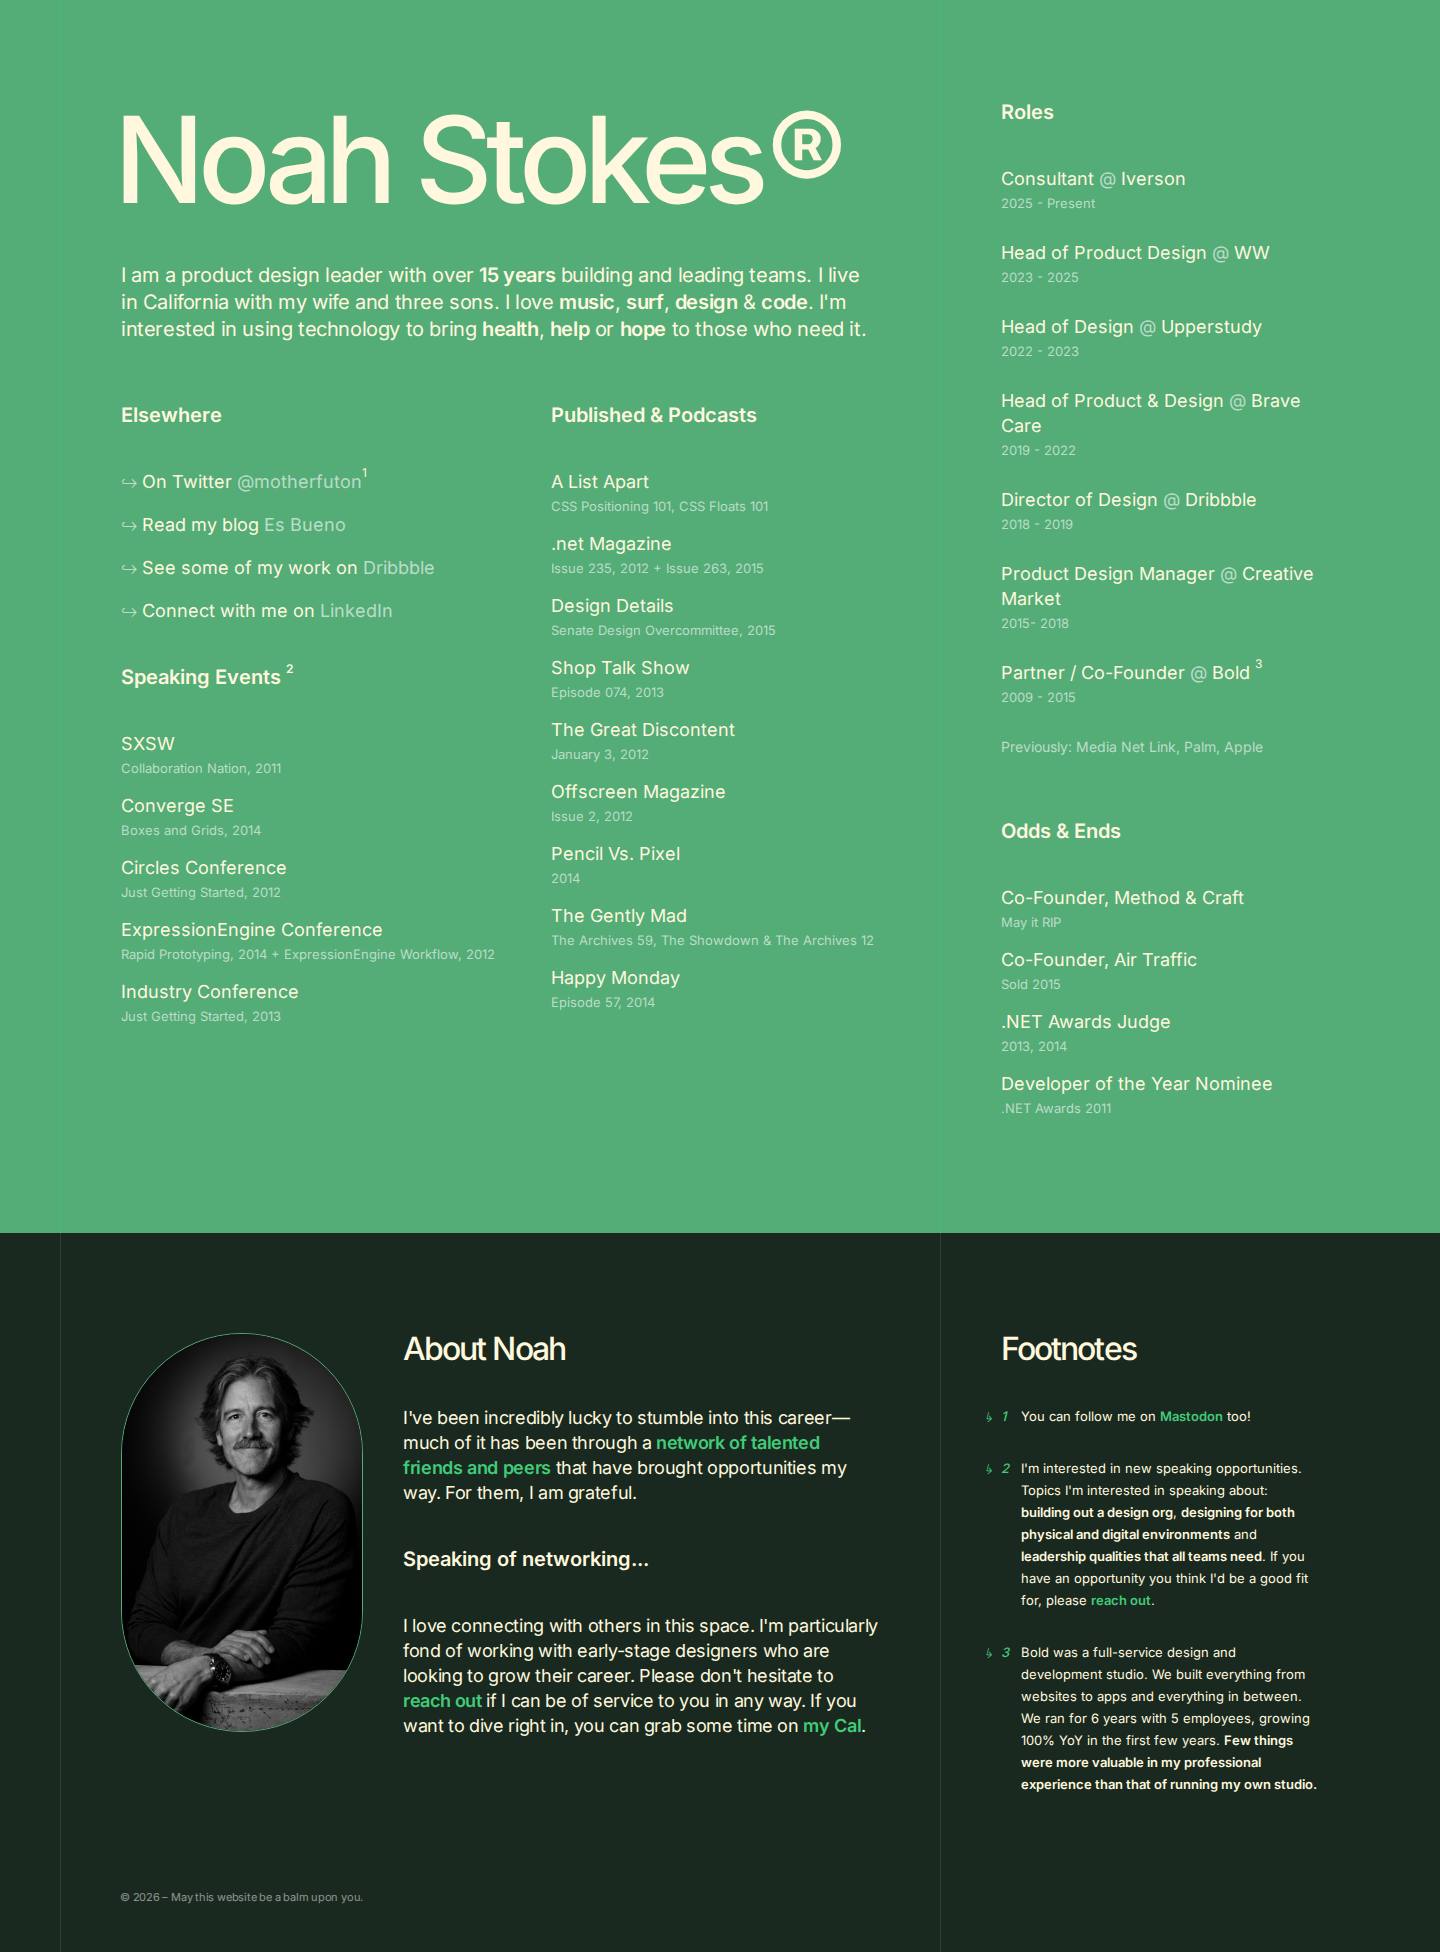 Noah Stokes®
I am a product design leader with over 15 years building and leading teams. I live
in California with my wife and three sons. I love music, surf, design & code. I'm
interested in using technology to bring health, help or hope to those who need it.
Elsewhere
↪ On Twitter @motherfuton1
↪ Read my blog Es Bueno
↪ See some of my work on Dribbble
↪ Connect with me on LinkedIn
Speaking Events 2
SXSW
Collaboration Nation, 2011
Converge SE
Boxes and Grids, 2014
Circles Conference
Just Getting Started, 2012
ExpressionEngine Conference
Rapid Prototyping, 2014 + ExpressionEngine Workflow, 2012
Industry Conference
Just Getting Started, 2013
Published & Podcasts
A List Apart
CSS Positioning 101, CSS Floats 101
.net Magazine
Issue 235, 2012 + Issue 263, 2015
Design Details
Senate Design Overcommittee, 2015
Shop Talk Show
Episode 074, 2013
The Great Discontent
January 3, 2012
Offscreen Magazine
Issue 2, 2012
Pencil Vs. Pixel
2014
The Gently Mad
The Archives 59, The Showdown & The Archives 12
Happy Monday
Episode 57, 2014
Roles
Consultant @ Iverson
2025 - Present
Head of Product Design @ WW
2023 - 2025
Head of Design @ Upperstudy
2022 - 2023
Head of Product & Design @ Brave
Care
2019 - 2022
Director of Design @ Dribbble
2018 - 2019
Product Design Manager @ Creative
Market
2015- 2018
Partner / Co-Founder @ Bold 3
2009 - 2015
Previously: Media Net Link, Palm, Apple
Odds & Ends
Co-Founder, Method & Craft
May it RIP
Co-Founder, Air Traffic
Sold 2015
.NET Awards Judge
2013, 2014
Developer of the Year Nominee
.NET Awards 2011
About Noah
I've been incredibly lucky to stumble into this career—
much of it has been through a network of talented
friends and peers that have brought opportunities my
way. For them, I am grateful.
Speaking of networking...
I love connecting with others in this space. I'm particularly
fond of working with early-stage designers who are
looking to grow their career. Please don't hesitate to
reach out if I can be of service to you in any way. If you
want to dive right in, you can grab some time on my Cal.
Footnotes
↳ 1 You can follow me on Mastodon too!
↳ 2 I'm interested in new speaking opportunities.
Topics I'm interested in speaking about:
building out a design org, designing for both
physical and digital environments and
leadership qualities that all teams need. If you
have an opportunity you think I'd be a good fit
for, please reach out.
↳ 3 Bold was a full-service design and
development studio. We built everything from
websites to apps and everything in between.
We ran for 6 years with 5 employees, growing
100% YoY in the first few years. Few things
were more valuable in my professional
experience than that of running my own studio.
© 2026 – May this website be a balm upon you.